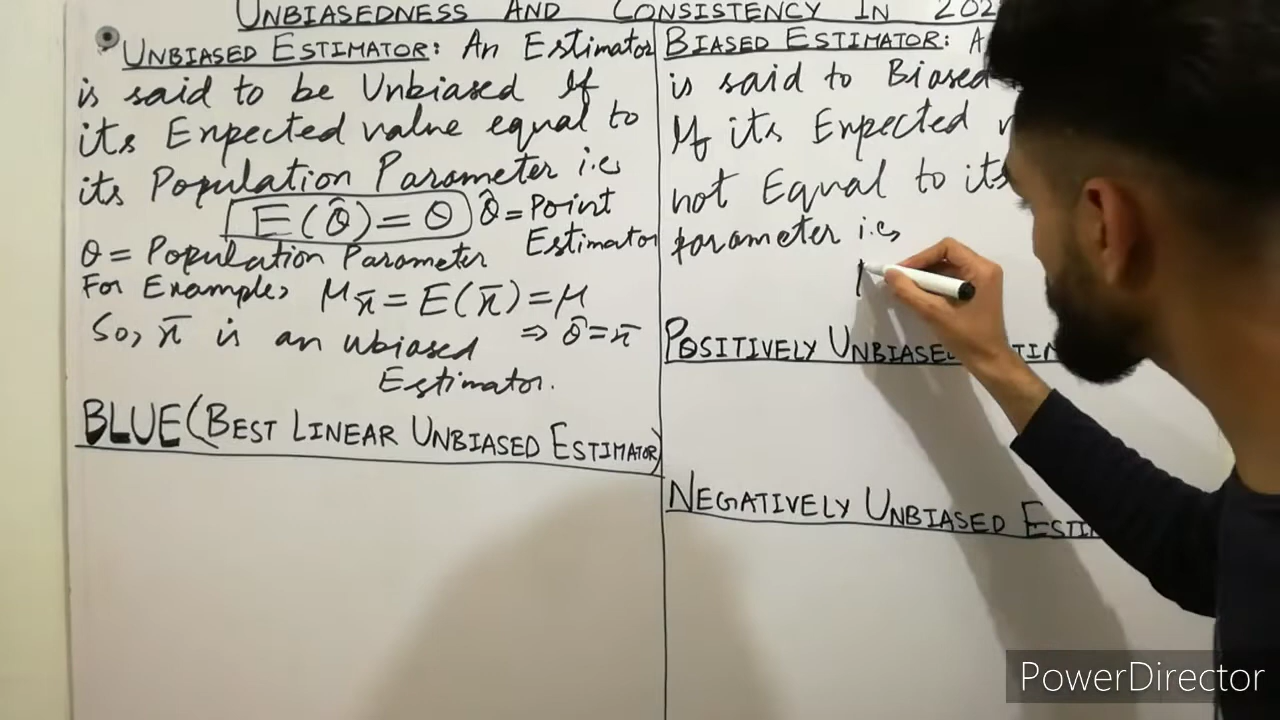 UNBIASEDNESS AND CONSISTENCY IN 202
UNBIASED ESTIMATOR: An Estimator
is said to be Unbiased If
its Expected value equal to
its Population Parameter i.e
E(θ̂) = θ θ̂ = Point
Estimator
θ = Population Parameter
For Example, μx̄ = E(x̄) = μ
So, x̄ is an ubiased ⇒ θ̂ = x̄
Estimator.
BLUE(BEST LINEAR UNBIASED ESTIMATOR)
BIASED ESTIMATOR: A
is said to Biased
If its Expected
not Equal to its
parameter i.e,
POSITIVELY UNBIASED
NEGATIVELY UNBIASED ESTI
PowerDirector